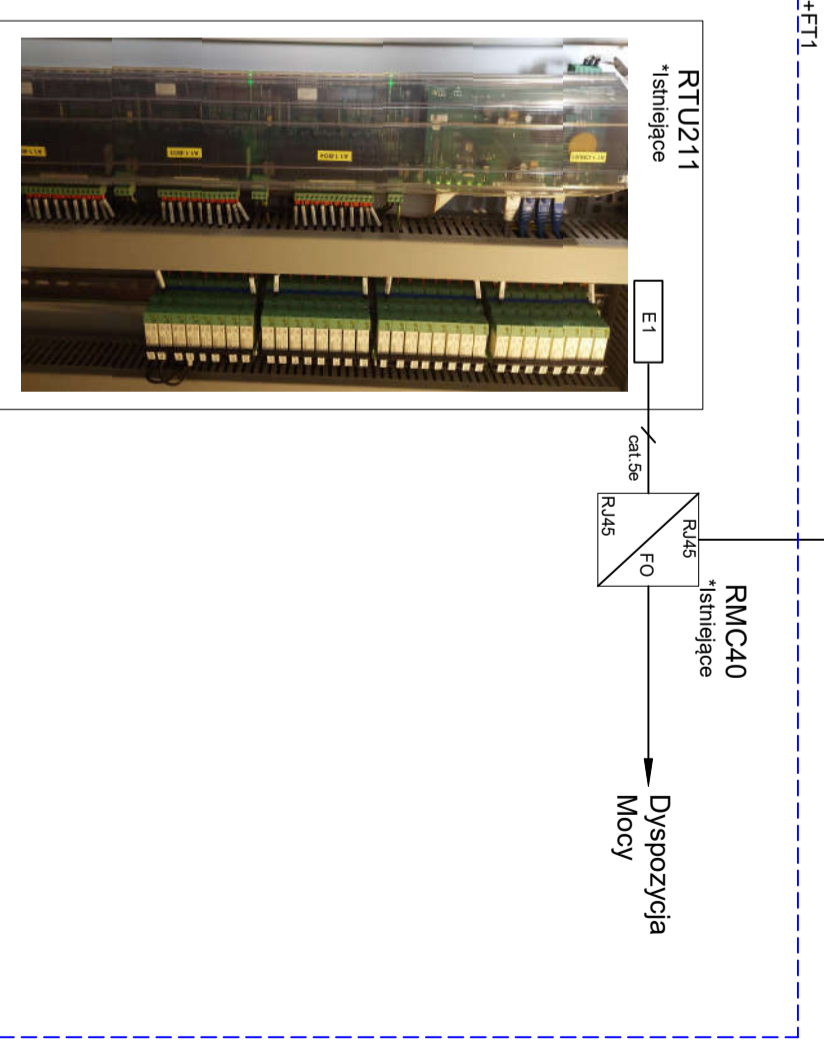 +FT1
RTU211
*Istniejące
E1
cat.5e
RJ45
RJ45
FO
RMC40
*Istniejące
Dyspozycja
Mocy